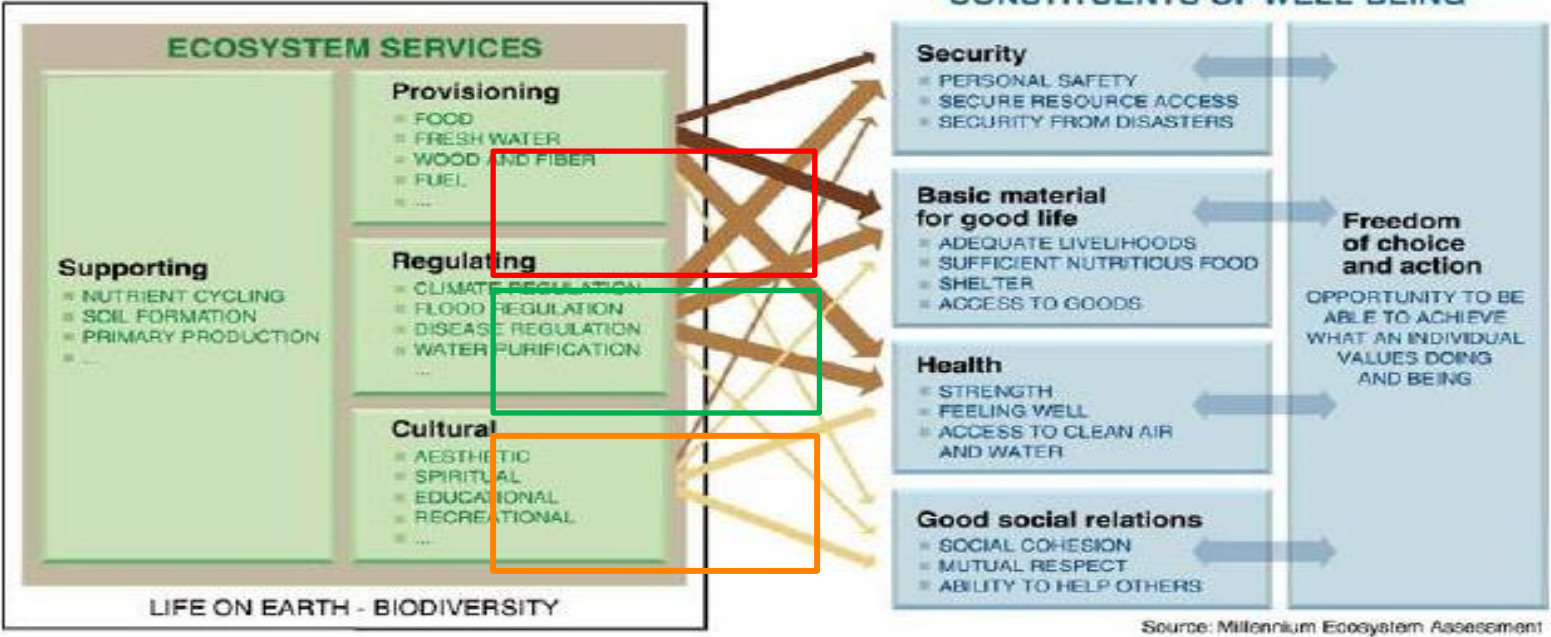 CONSTITUENTS OF WELL-BEING
ECOSYSTEM SERVICES
Supporting
NUTRIENT CYCLING
SOIL FORMATION
PRIMARY PRODUCTION
...
Provisioning
FOOD
FRESH WATER
WOOD AND FIBER
FUEL
...
Regulating
CLIMATE REGULATION
FLOOD REGULATION
DISEASE REGULATION
WATER PURIFICATION
...
Cultural
AESTHETIC
SPIRITUAL
EDUCATIONAL
RECREATIONAL
...
LIFE ON EARTH - BIODIVERSITY
Security
PERSONAL SAFETY
SECURE RESOURCE ACCESS
SECURITY FROM DISASTERS
Basic material
for good life
ADEQUATE LIVELIHOODS
SUFFICIENT NUTRITIOUS FOOD
SHELTER
ACCESS TO GOODS
Health
STRENGTH
FEELING WELL
ACCESS TO CLEAN AIR
AND WATER
Good social relations
SOCIAL COHESION
MUTUAL RESPECT
ABILITY TO HELP OTHERS
Freedom
of choice
and action
OPPORTUNITY TO BE
ABLE TO ACHIEVE
WHAT AN INDIVIDUAL
VALUES DOING
AND BEING
Source: Millennium Ecosystem Assessment